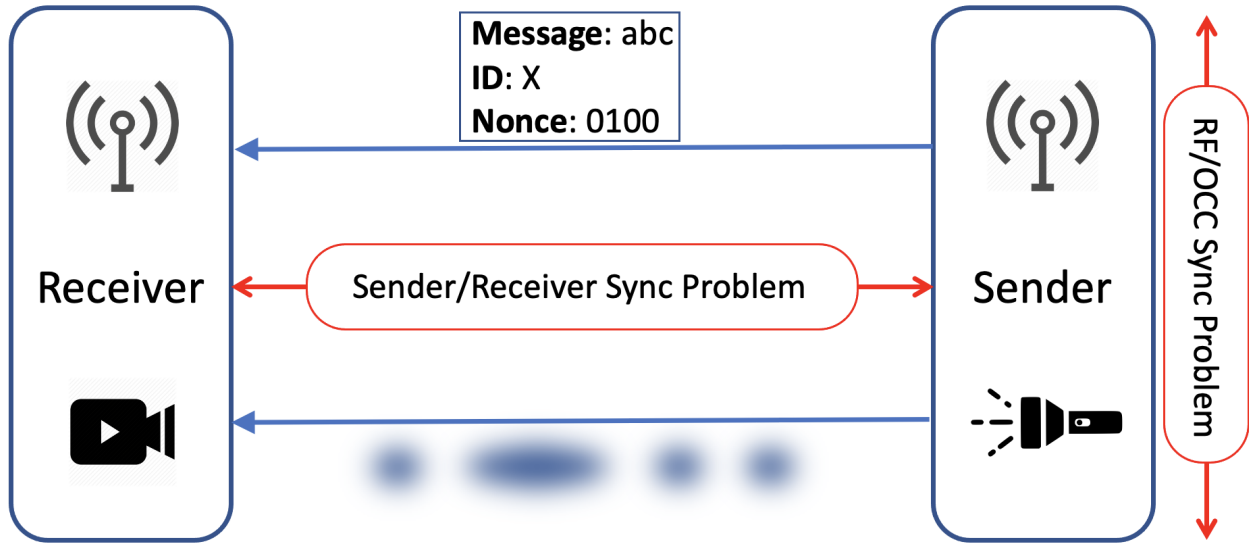 Message: abc
ID: X
Nonce: 0100
Receiver
Sender/Receiver Sync Problem
Sender
RF/OCC Sync Problem